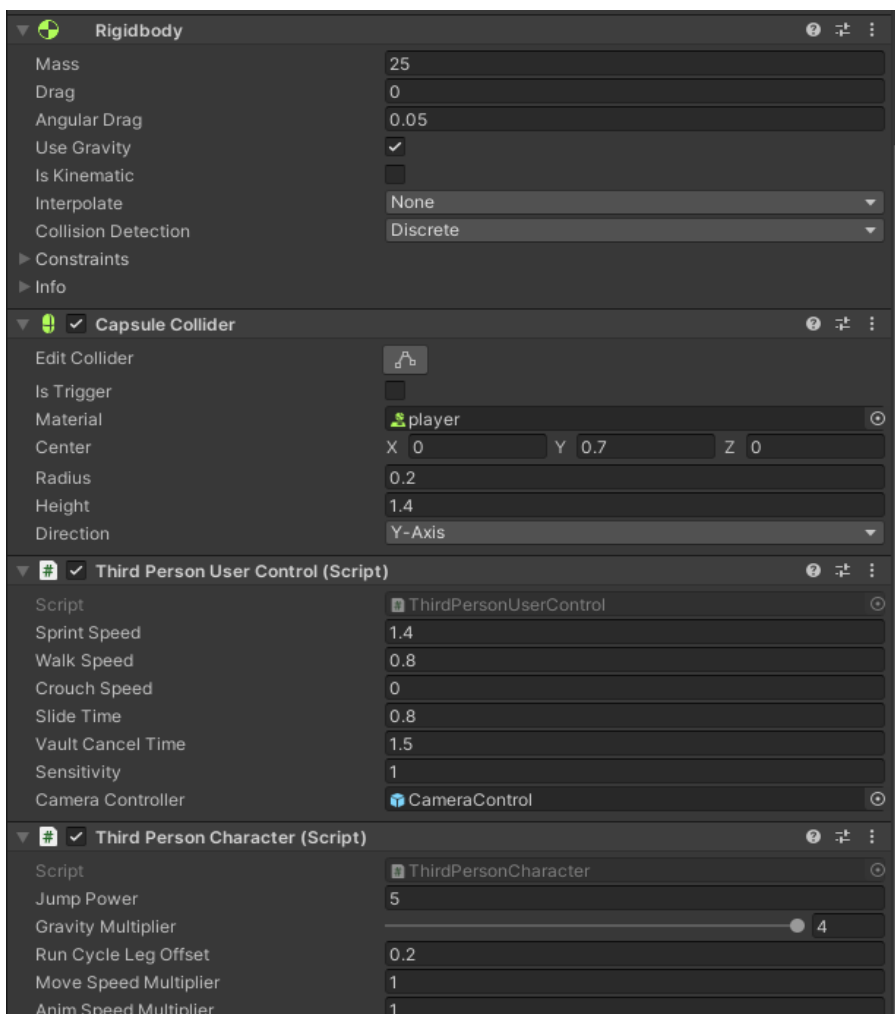 Rigidbody
Mass 25
Drag 0
Angular Drag 0.05
Use Gravity
Is Kinematic
Interpolate None
Collision Detection Discrete
Constraints
Info
Capsule Collider
Edit Collider
Is Trigger
Material player
Center X 0 Y 0.7 Z 0
Radius 0.2
Height 1.4
Direction Y-Axis
# Third Person User Control (Script)
Script # ThirdPersonUserControl
Sprint Speed 1.4
Walk Speed 0.8
Crouch Speed 0
Slide Time 0.8
Vault Cancel Time 1.5
Sensitivity 1
Camera Controller CameraControl
# Third Person Character (Script)
Script # ThirdPersonCharacter
Jump Power 5
Gravity Multiplier 4
Run Cycle Leg Offset 0.2
Move Speed Multiplier 1
Anim Speed Multiplier 1